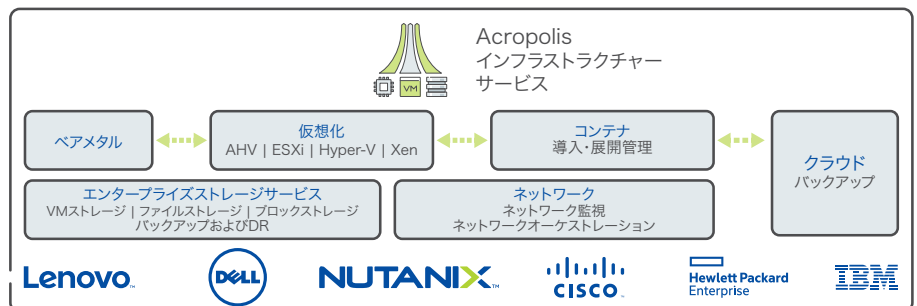 Acropolis
インフラストラクチャー
サービス
VM
ベアメタル
仮想化
AHV | ESXi | Hyper-V | Xen
コンテナ
導入・展開管理
クラウド
バックアップ
エンタープライズストレージサービス
VMストレージ | ファイルストレージ | ブロックストレージ
バックアップおよびDR
ネットワーク
ネットワーク監視
ネットワークオーケストレーション
Lenovo™
DELL
NUTANIX™
CISCO™
Hewlett Packard
Enterprise
IBM